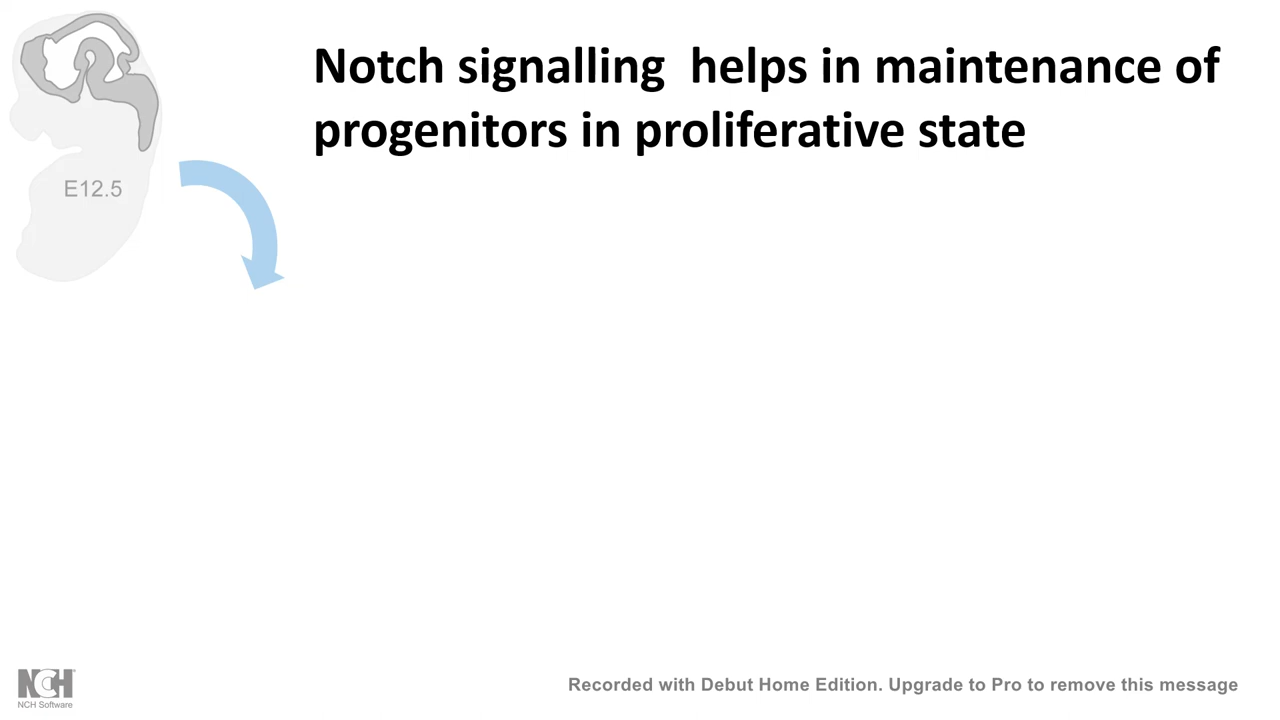 Notch signalling  helps in maintenance of
progenitors in proliferative state
E12.5
NCH
NCH Software
Recorded with Debut Home Edition. Upgrade to Pro to remove this message